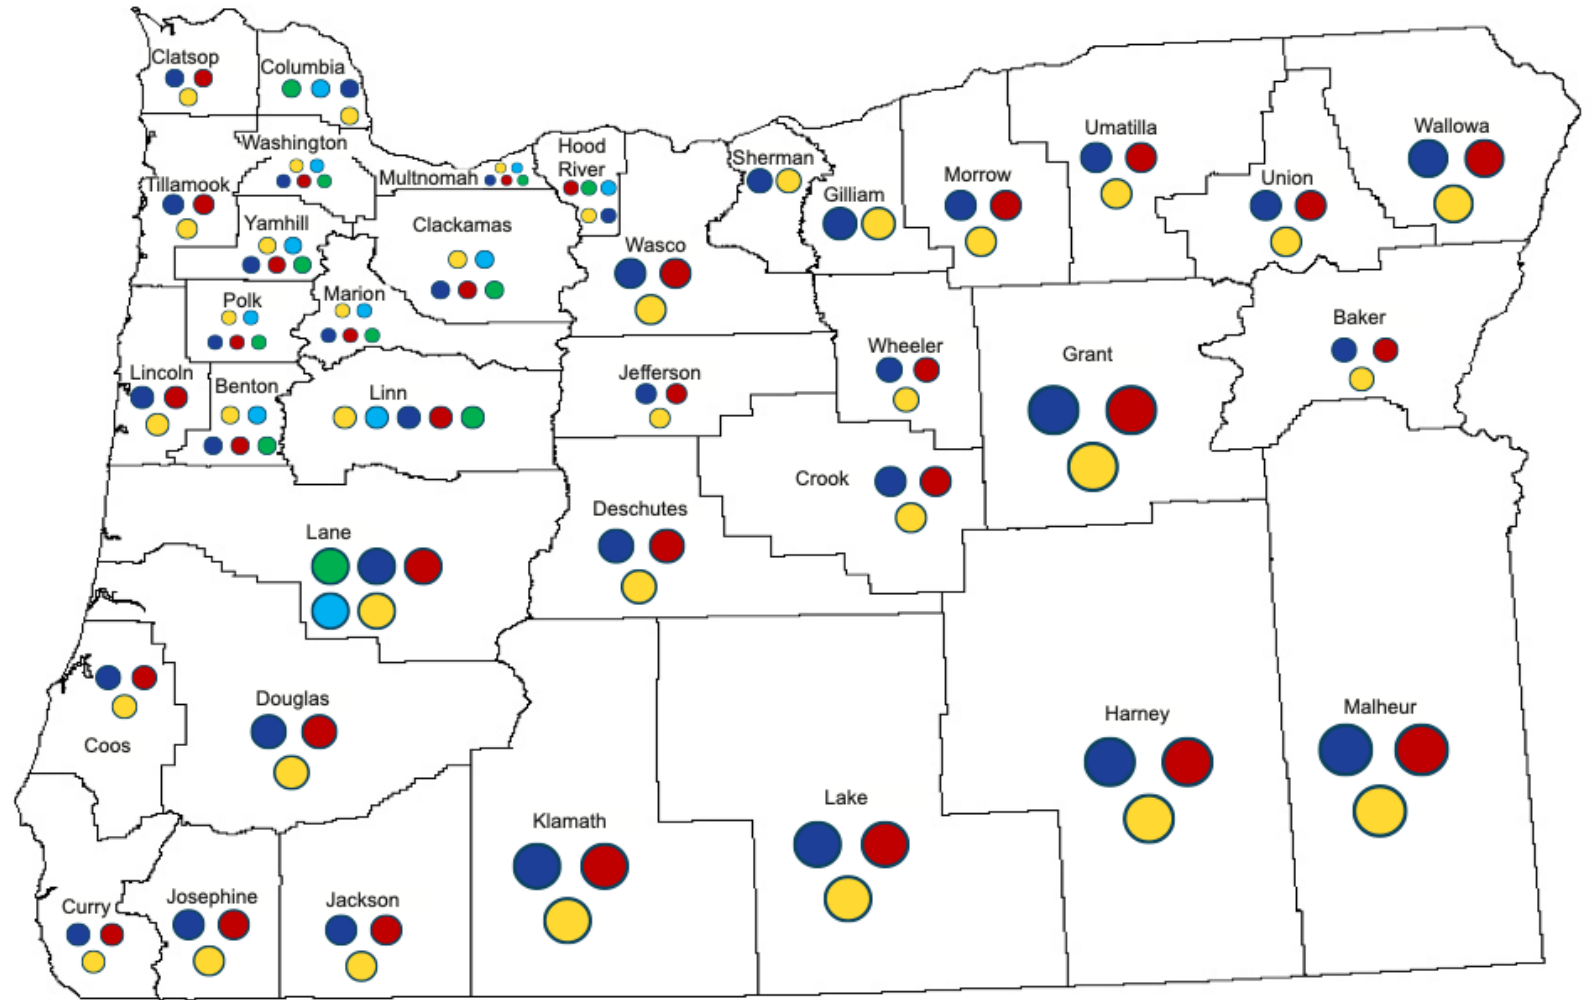 Clatsop
Columbia
Washington
Hood
River
Multnomah
Tillamook
Yamhill
Clackamas
Sherman
Gilliam
Morrow
Umatilla
Union
Wallowa
Wasco
Polk
Marion
Baker
Wheeler
Grant
Lincoln
Benton
Linn
Jefferson
Crook
Deschutes
Lane
Douglas
Coos
Harney
Malheur
Lake
Klamath
Curry
Josephine
Jackson